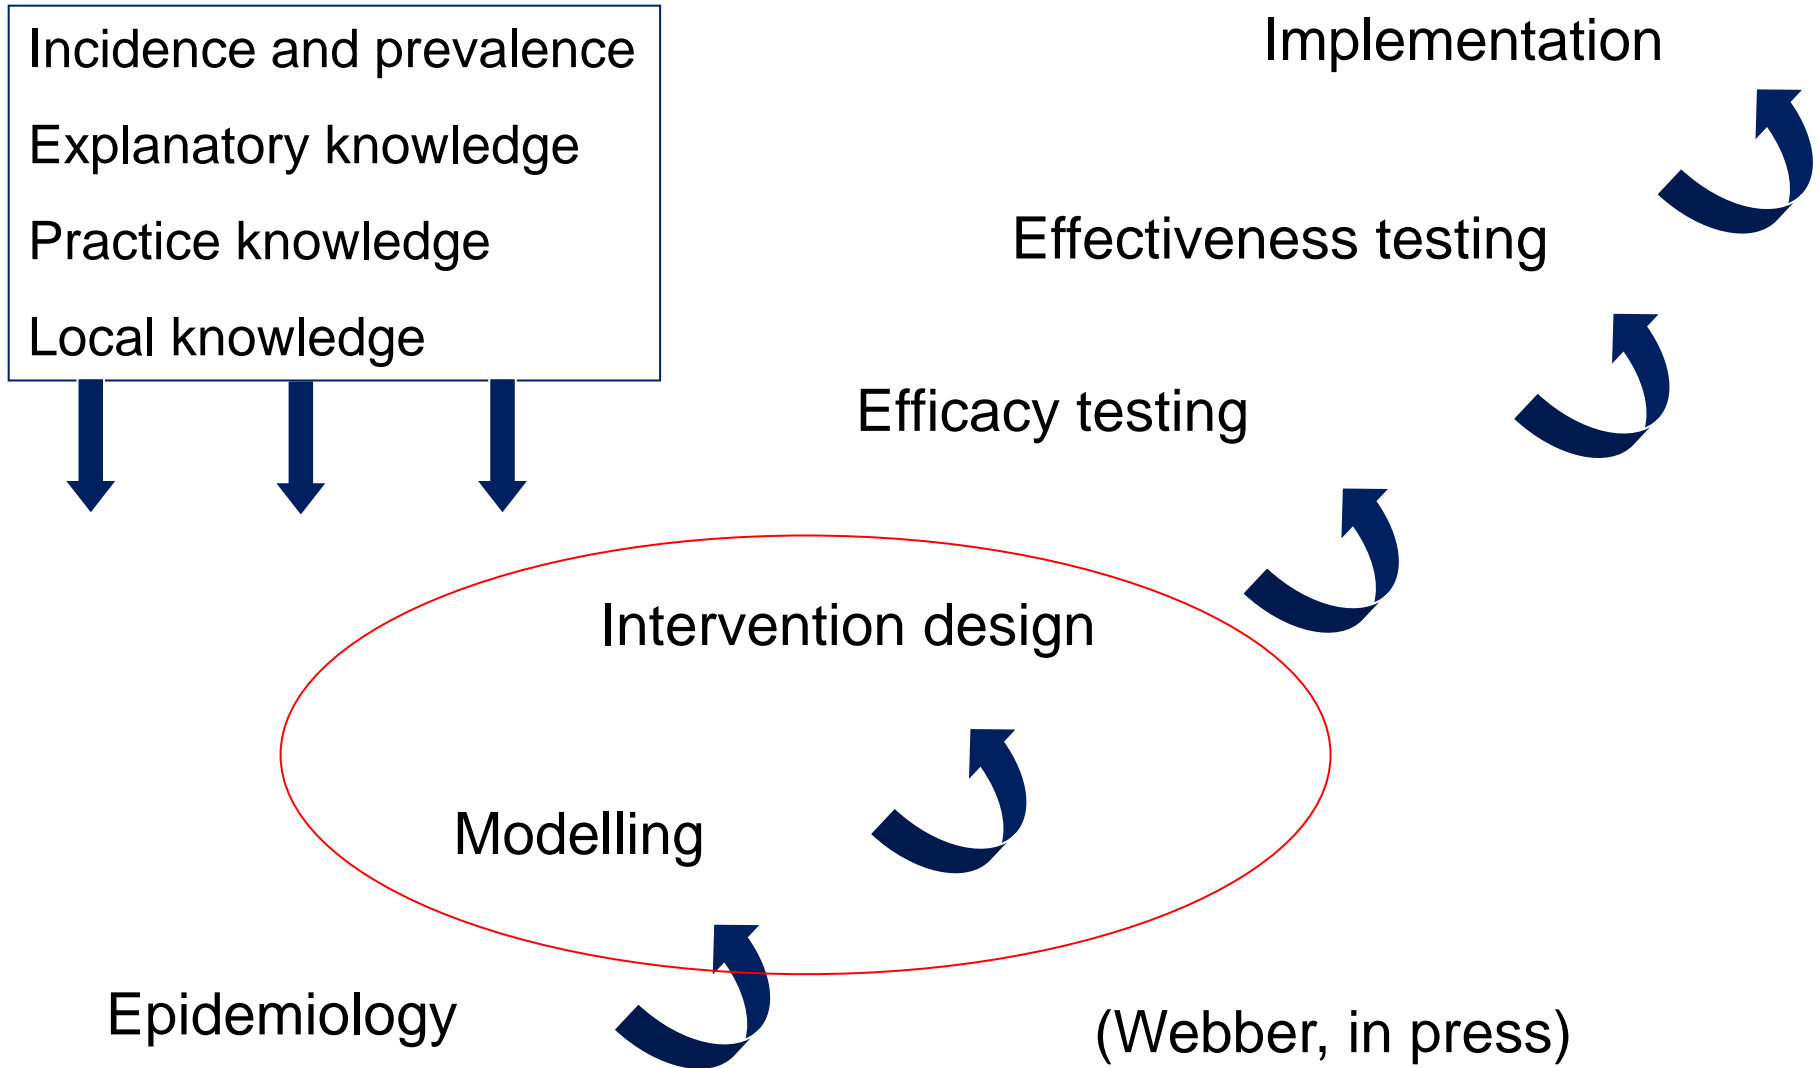 Incidence and prevalence
Explanatory knowledge
Practice knowledge
Local knowledge
Implementation
Effectiveness testing
Efficacy testing
Intervention design
Modelling
Epidemiology
(Webber, in press)